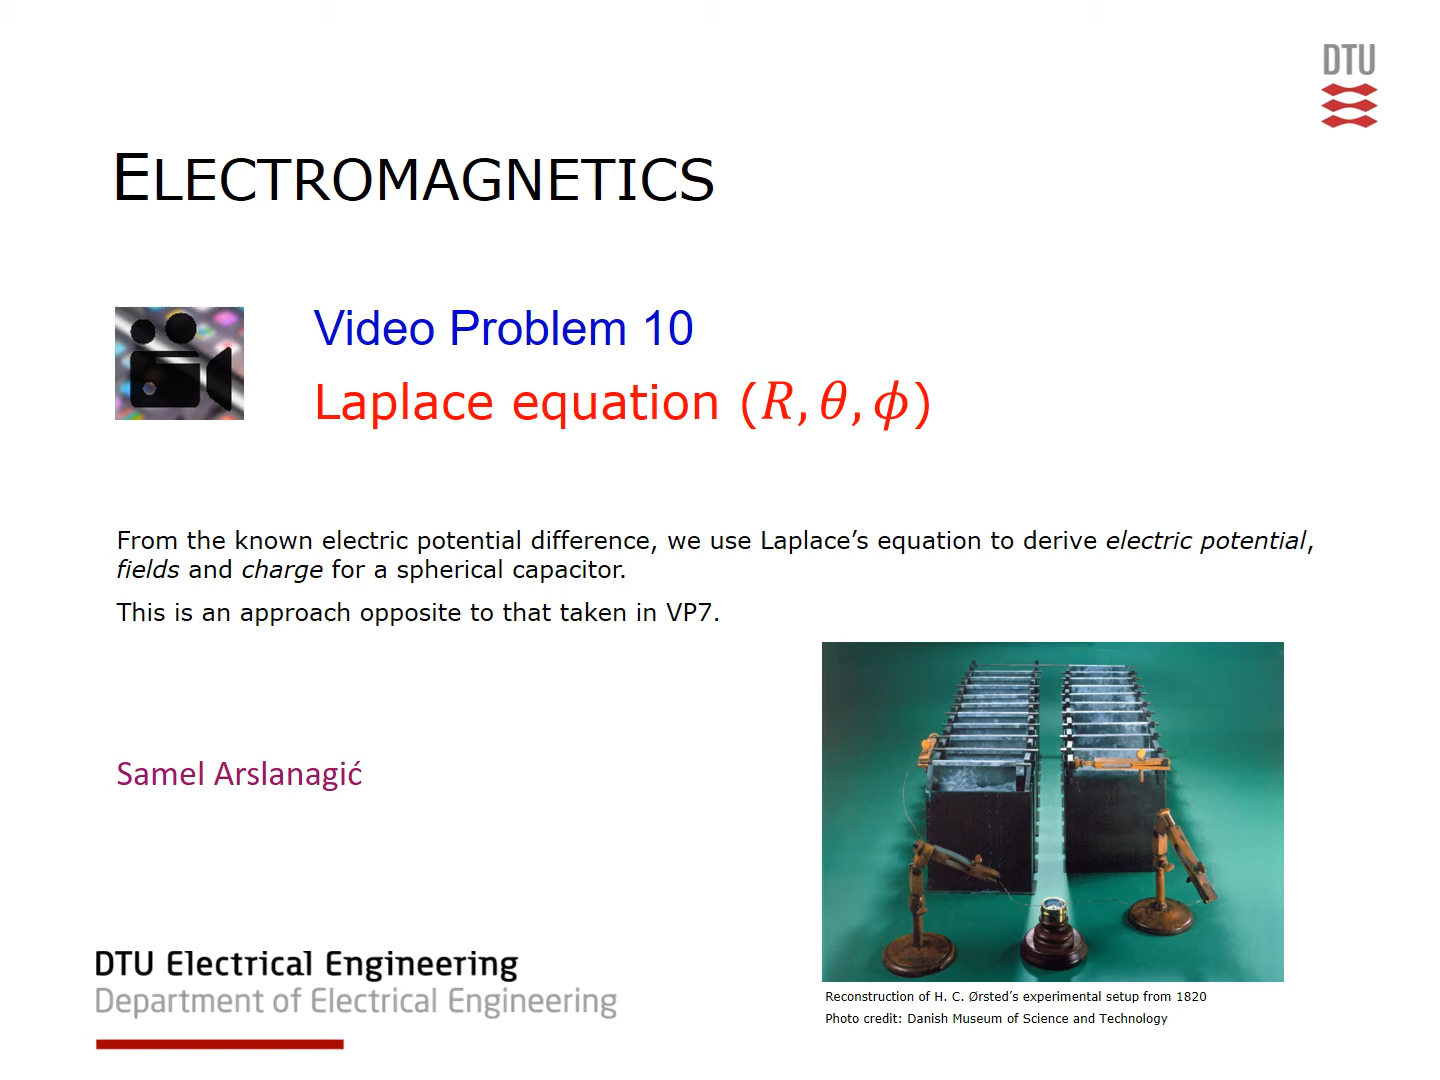 DTU
ELECTROMAGNETICS
Video Problem 10
Laplace equation (R, θ, ϕ)
From the known electric potential difference, we use Laplace’s equation to derive electric potential,
fields and charge for a spherical capacitor.
This is an approach opposite to that taken in VP7.
Samel Arslanagić
DTU Electrical Engineering
Department of Electrical Engineering
Reconstruction of H. C. Ørsted’s experimental setup from 1820
Photo credit: Danish Museum of Science and Technology